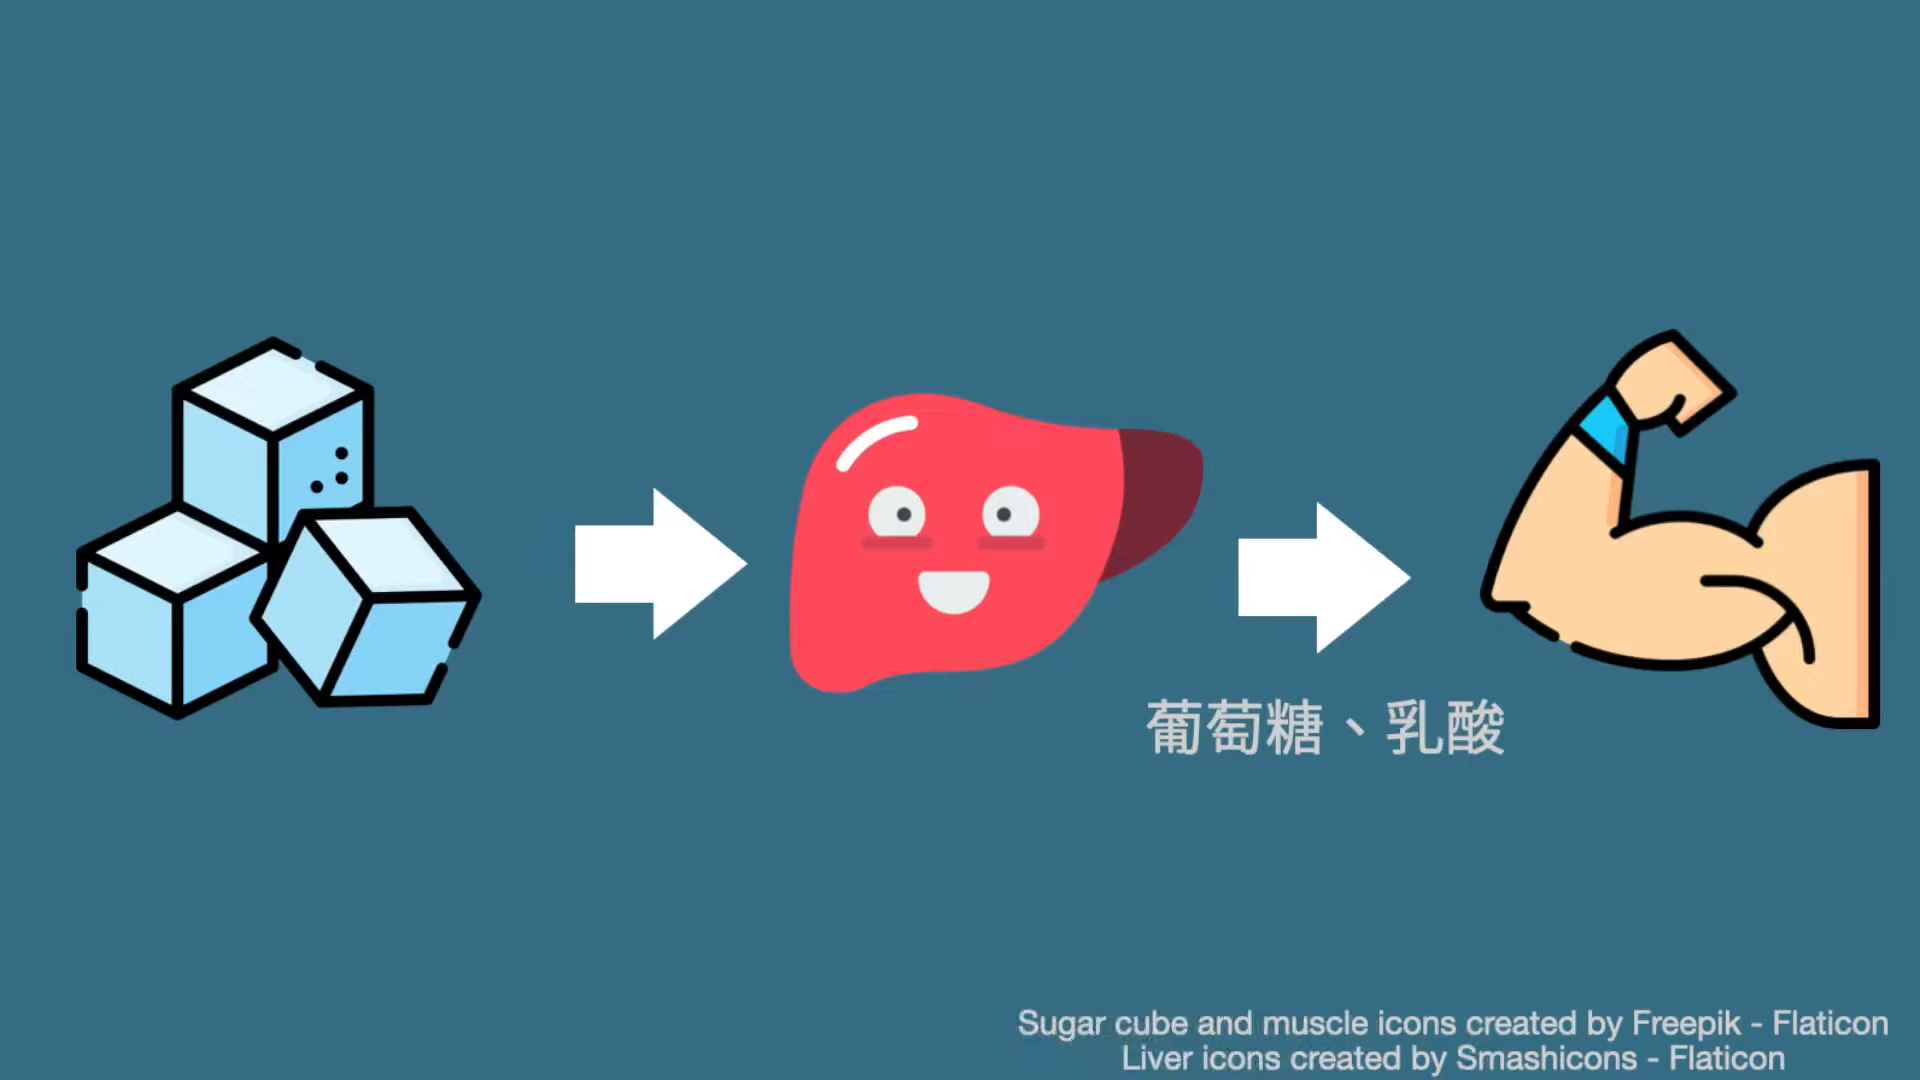 葡萄糖、乳酸
Sugar cube and muscle icons created by Freepik - Flaticon
Liver icons created by Smashicons - Flaticon